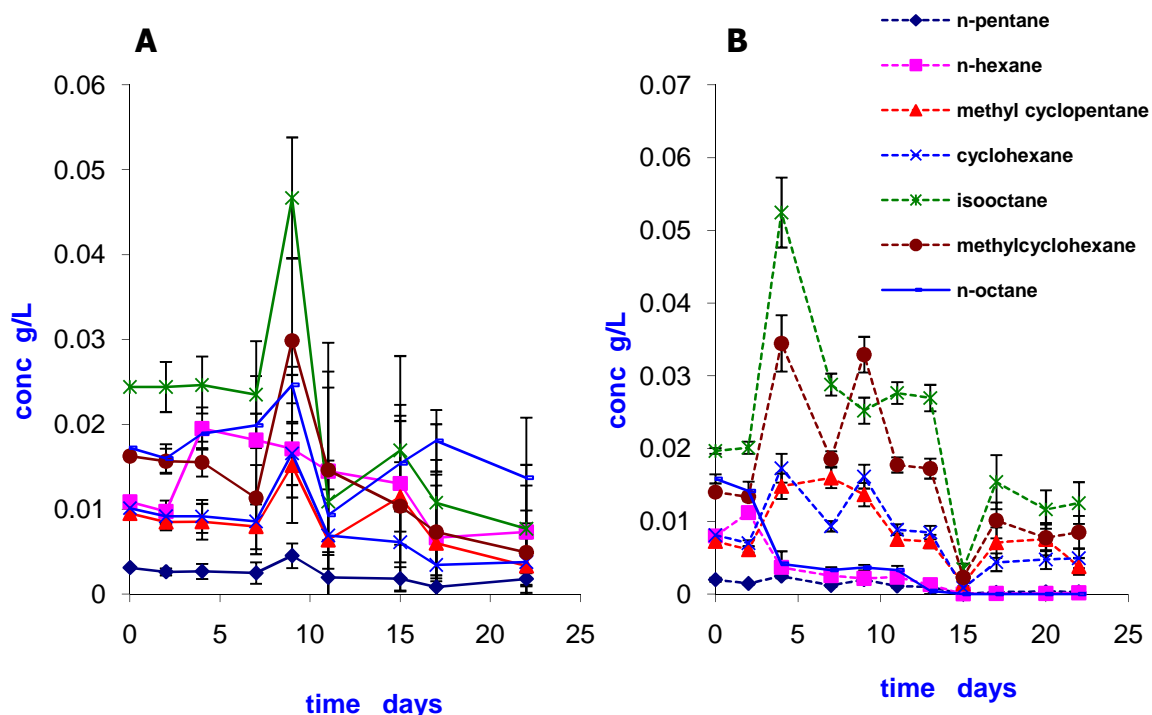 A
B
n-pentane
n-hexane
methyl cyclopentane
cyclohexane
isooctane
methylcyclohexane
n-octane
0.06
0.05
0.04
0.03
0.02
0.01
0
conc g/L
0 5 10 15 20 25
time days
0.07
0.06
0.05
0.04
0.03
0.02
0.01
0
conc g/L
0 5 10 15 20 25
time days